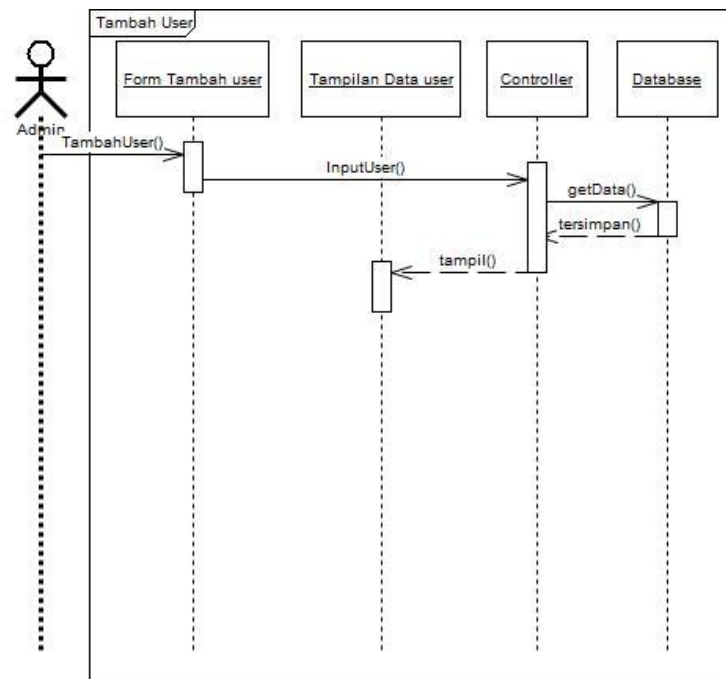 Tambah User
Form Tambah user
Tampilan Data user
Controller
Database
Admin
TambahUser()
InputUser()
getData()
tersimpan()
tampil()